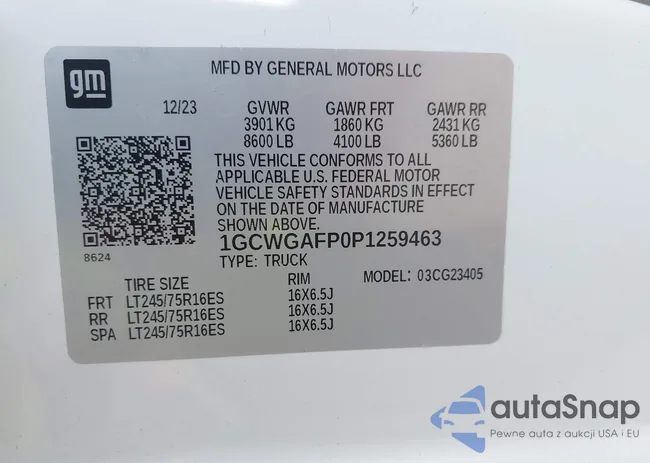 gm
MFD BY GENERAL MOTORS LLC
12/23 GVWR GAWR FRT GAWR RR
3901 KG 1860 KG 2431 KG
8600 LB 4100 LB 5360 LB
THIS VEHICLE CONFORMS TO ALL
APPLICABLE U.S. FEDERAL MOTOR
VEHICLE SAFETY STANDARDS IN EFFECT
ON THE DATE OF MANUFACTURE
SHOWN ABOVE.
8624
1GCWGAFP0P1259463
TYPE: TRUCK MODEL: 03CG23405
TIRE SIZE RIM
FRT LT245/75R16ES 16X6.5J
RR LT245/75R16ES 16X6.5J
SPA LT245/75R16ES 16X6.5J
autaSnap
Pewne auta z aukcji USA i EU